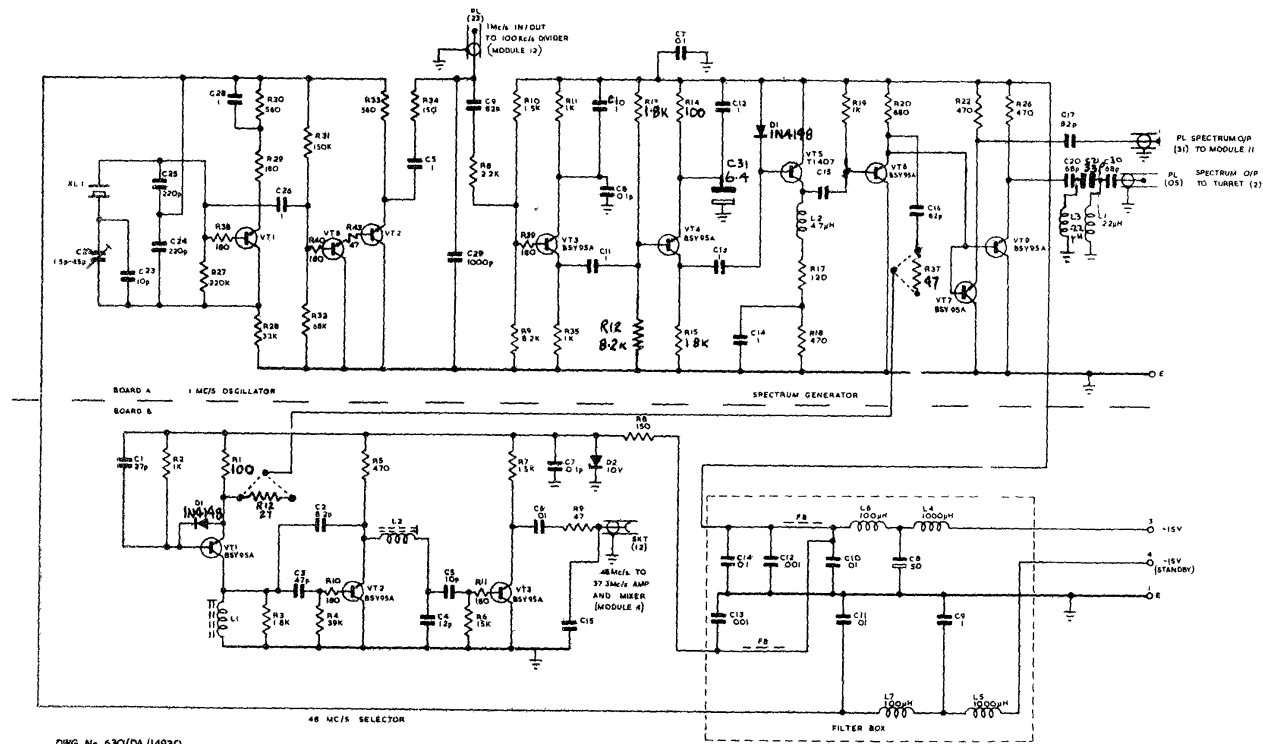 PL
(23)
1Mc/s IN/OUT
TO 100Kc/s DIVIDER
(MODULE 12)
C7
01
C28
1
R30
560
R33
560
R34
150
C9
82p
R10
1.5K
R11
1K
C10
1
1.8K
R14
100
C12
1
D1
1N4148
R19
1K
R20
680
R22
470
R26
470
C17
82p
PL SPECTRUM O/P
(31) TO MODULE 11
R31
150K
R29
180
C5
1
R8
2.2K
C31
6.4
VT5
T1407
VT6
BSY95A
C20
68p
C30
68p
PL SPECTRUM O/P
(05) TO TURRET (2)
XL1
C25
220p
C26
1
C8
0.1p
L2
4.7µH
C16
82p
L3
22
µH
L1
22µH
R38
180
VT1
R40
180
VT8
R43
47
VT2
R39
180
VT3
BSY95A
VT4
BSY95A
VT9
BSY95A
C24
220p
C23
10p
R27
220K
C29
1000p
C11
1
R17
120
R37
47
VT7
BSY95A
R28
33K
R32
68K
R9
8.2K
R35
1K
R12
8.2K
R15
1.8K
C14
1
R18
470
E
BOARD A
1 MC/S OSCILLATOR
SPECTRUM GENERATOR
BOARD B
R8
150
C1
27p
R2
1K
R1
100
R5
470
R7
1.5K
C7
0.1p
D2
10V
R12
27
D1
1N4148
C2
8.2p
L2
C6
01
R9
47
SKT
(12)
FB
L6
100µH
L4
1000µH
3
-15V
VT1
BSY95A
C14
01
C12
.001
C10
01
C8
50
4
-15V
(STANDBY)
48Mc/s TO
37.5Mc/s AMP
AND MIXER
(MODULE 4)
C3
47p
R10
180
VT2
BSY95A
C5
10p
R11
180
VT3
BSY95A
1
E
L1
R3
1.8K
R4
39K
C4
12p
R6
15K
C15
C13
001
C11
01
C9
1
FB
L7
100µH
L5
1000µH
48 MC/S SELECTOR
FILTER BOX
DWG. No. 630/DA/14930